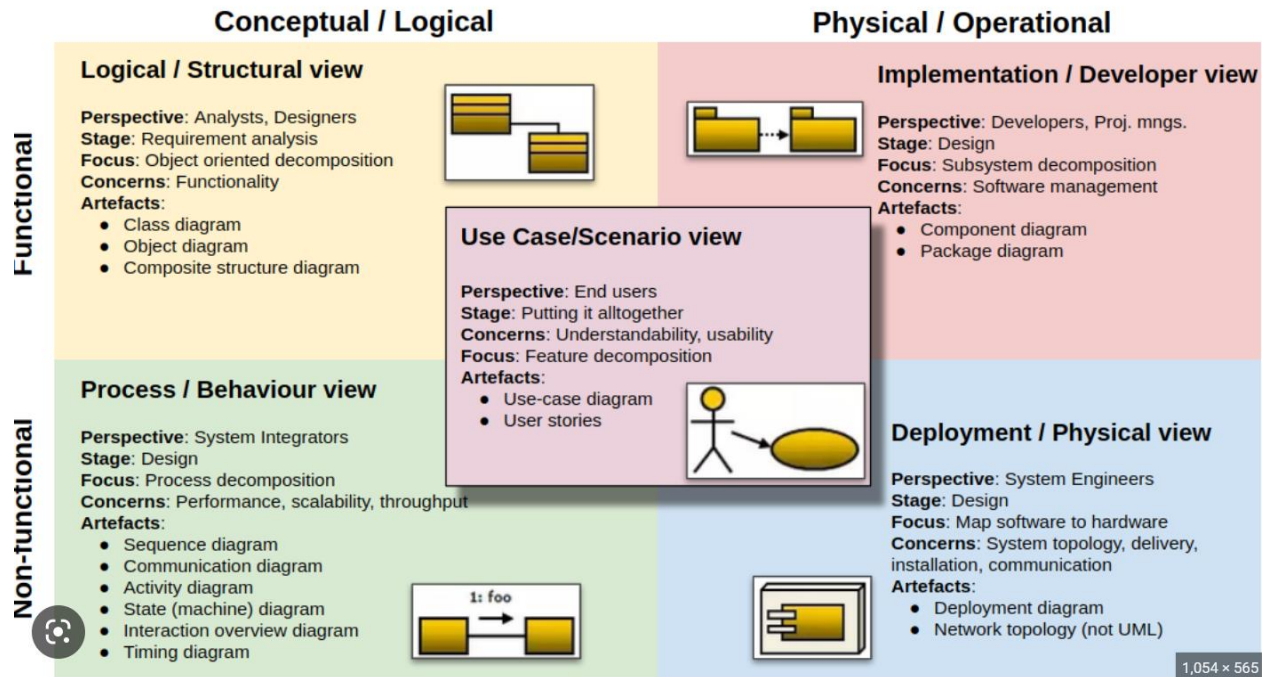 Conceptual / Logical
Physical / Operational
Functional
Non-functional
Logical / Structural view
Perspective: Analysts, Designers
Stage: Requirement analysis
Focus: Object oriented decomposition
Concerns: Functionality
Artefacts:
● Class diagram
● Object diagram
● Composite structure diagram
Implementation / Developer view
Perspective: Developers, Proj. mngs.
Stage: Design
Focus: Subsystem decomposition
Concerns: Software management
Artefacts:
● Component diagram
● Package diagram
Use Case/Scenario view
Perspective: End users
Stage: Putting it alltogether
Concerns: Understandability, usability
Focus: Feature decomposition
Artefacts:
● Use-case diagram
● User stories
Process / Behaviour view
Perspective: System Integrators
Stage: Design
Focus: Process decomposition
Concerns: Performance, scalability, throughput
Artefacts:
● Sequence diagram
● Communication diagram
● Activity diagram
● State (machine) diagram
● Interaction overview diagram
● Timing diagram
1: foo
Deployment / Physical view
Perspective: System Engineers
Stage: Design
Focus: Map software to hardware
Concerns: System topology, delivery,
installation, communication
Artefacts:
● Deployment diagram
● Network topology (not UML)
1,054 × 565